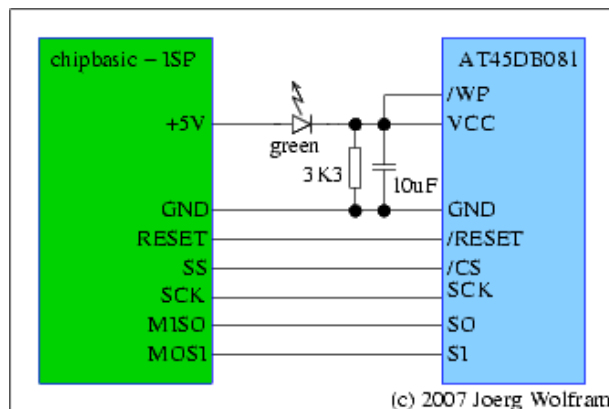 chipbasic - ISP
AT45DB081
/WP
+5V
VCC
green
3K3
10uF
GND
GND
RESET
/RESET
SS
/CS
SCK
SCK
MISO
SO
MOSI
SI
(c) 2007 Joerg Wolfram